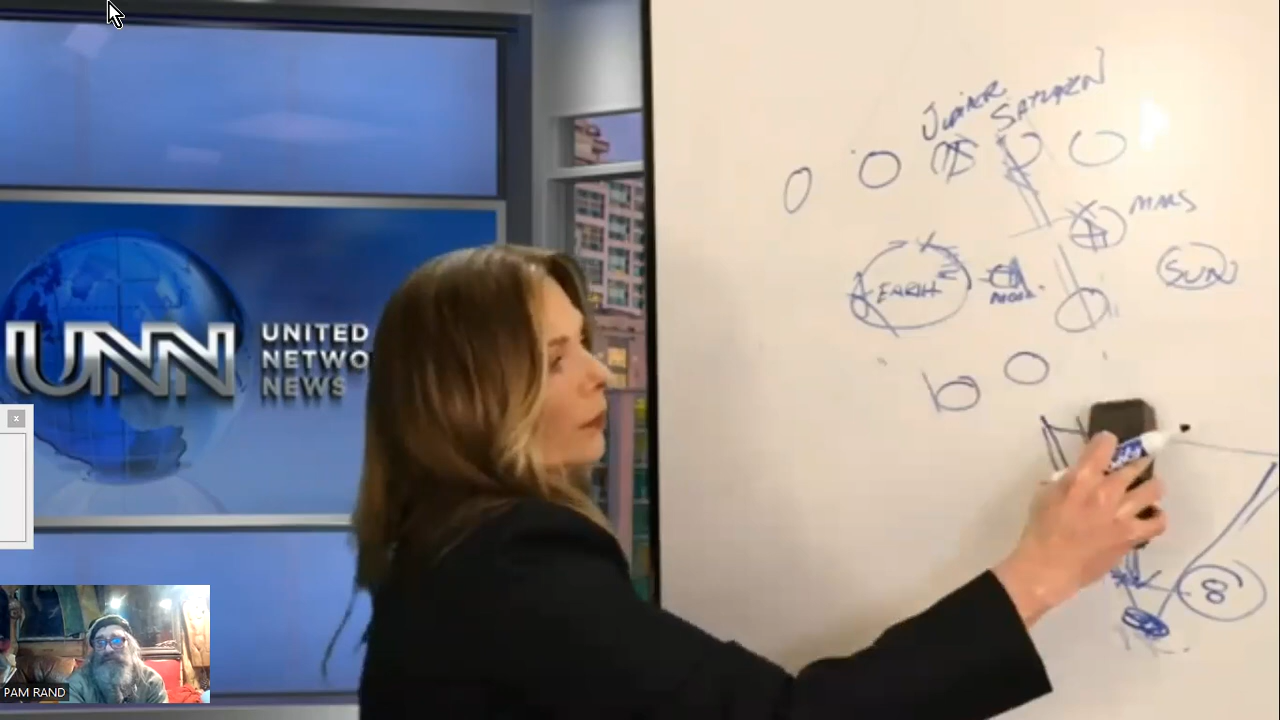 JUPITER
SATURN
MARS
SUN
EARTH
MOON
UNN
UNITED
NETWO
NEWS
8
x
PAM RAND